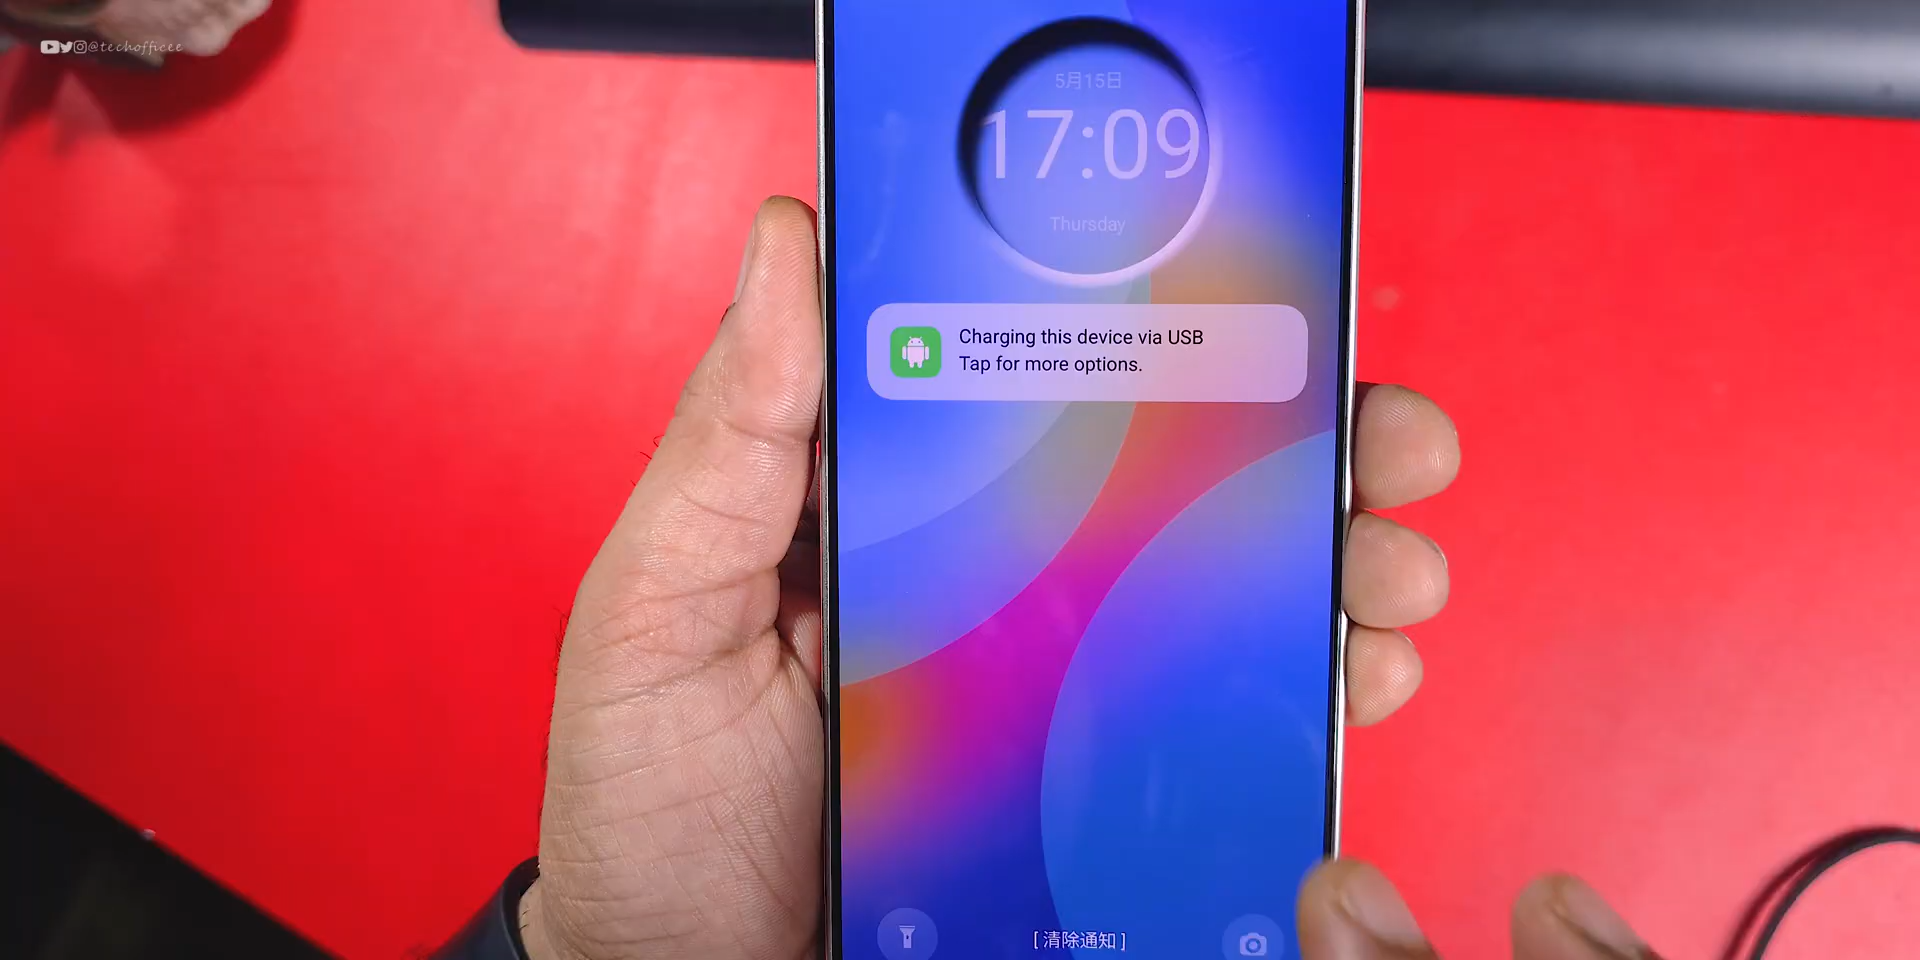 @techofficee
5月15日
17:09
Thursday
Charging this device via USB
Tap for more options.
[ 清除通知 ]